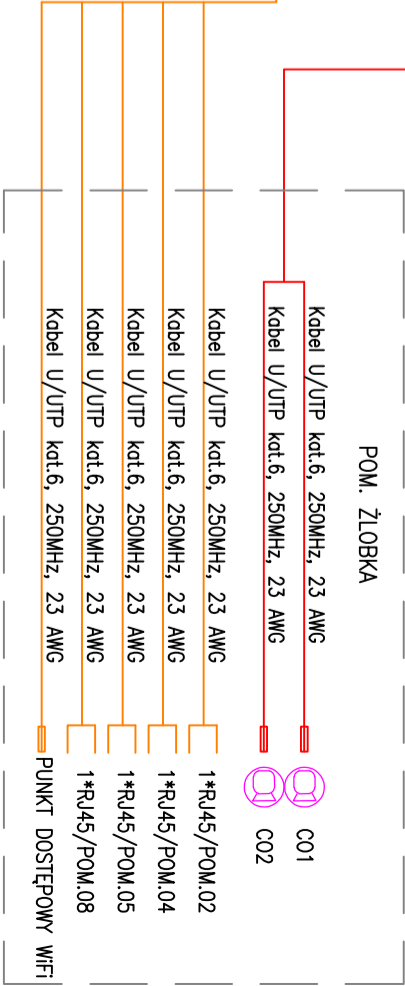 POM. ŻLOBKA
Kabel U/UTP kat.6, 250MHz, 23 AWG
C01
Kabel U/UTP kat.6, 250MHz, 23 AWG
C02
Kabel U/UTP kat.6, 250MHz, 23 AWG
1*RJ45/POM.02
Kabel U/UTP kat.6, 250MHz, 23 AWG
1*RJ45/POM.04
Kabel U/UTP kat.6, 250MHz, 23 AWG
1*RJ45/POM.05
Kabel U/UTP kat.6, 250MHz, 23 AWG
1*RJ45/POM.08
Kabel U/UTP kat.6, 250MHz, 23 AWG
PUNKT DOSTĘPOWY WiFi